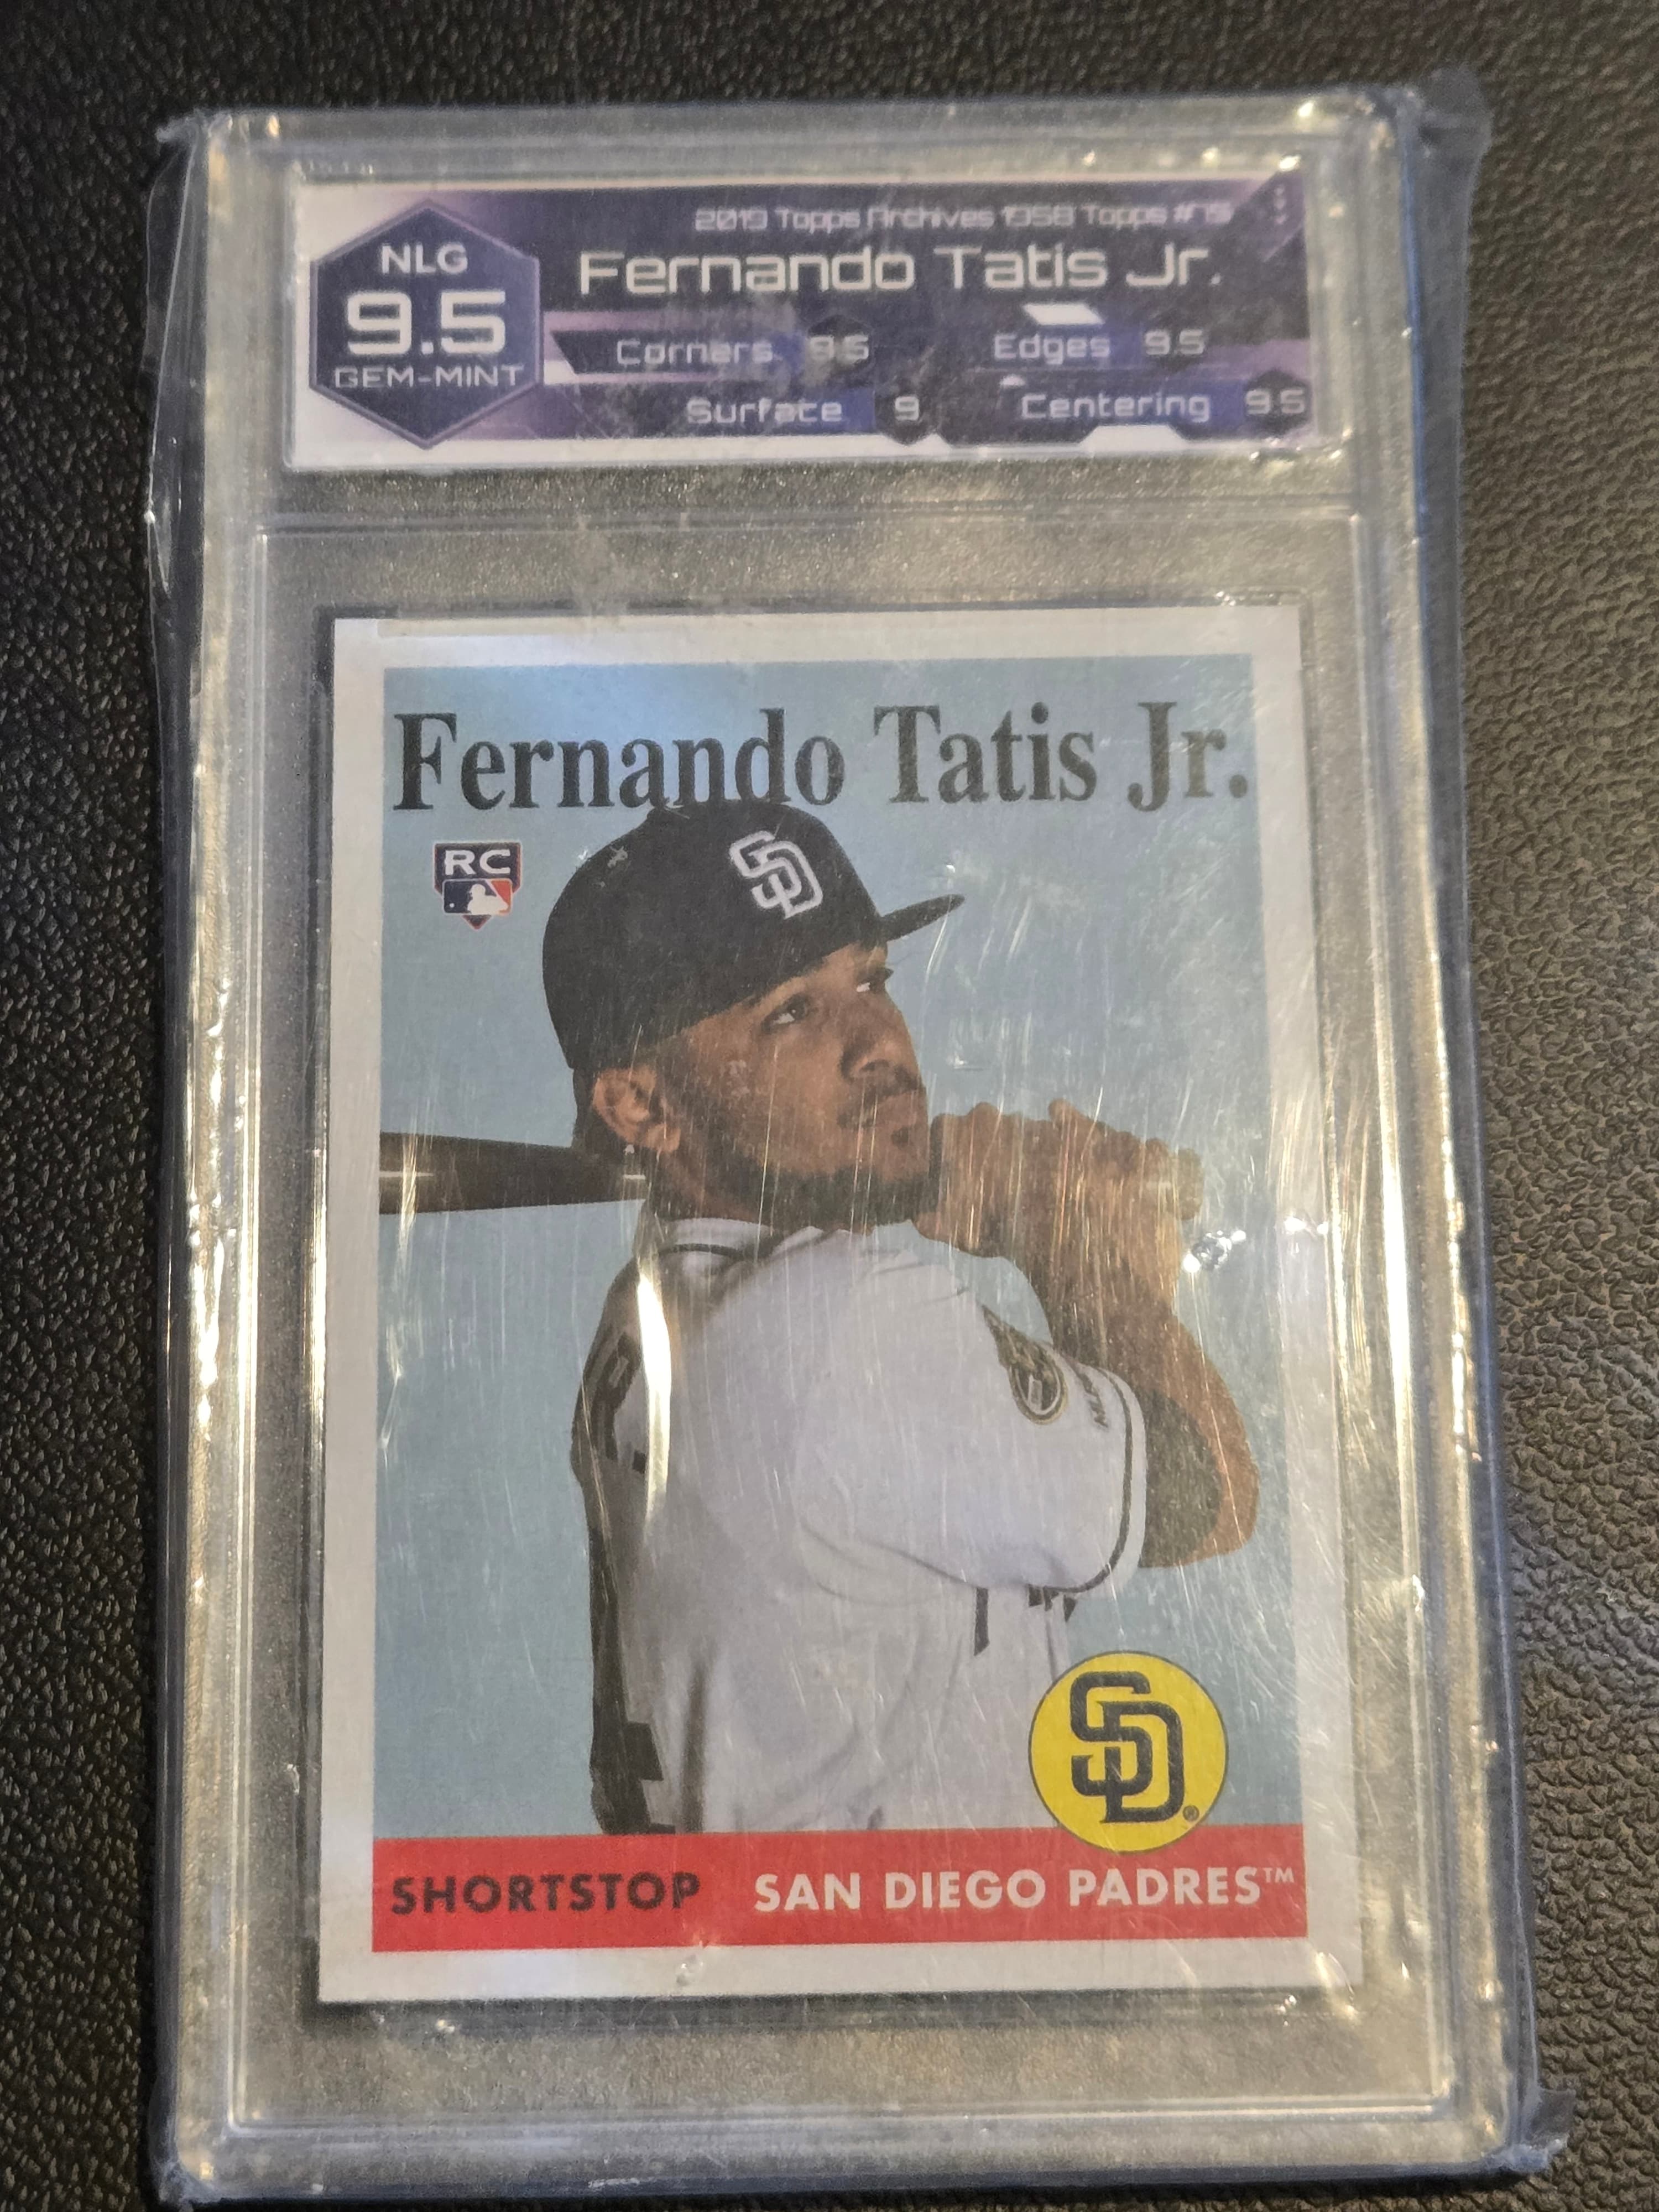 2019 Topps Archives 1958 Topps #75
NLG
9.5
GEM-MINT
Fernando Tatis Jr.
Corners 9.5 Edges 9.5
Surface 9 Centering 9.5
Fernando Tatis Jr.
RC
SD
SD
SHORTSTOP SAN DIEGO PADRES™